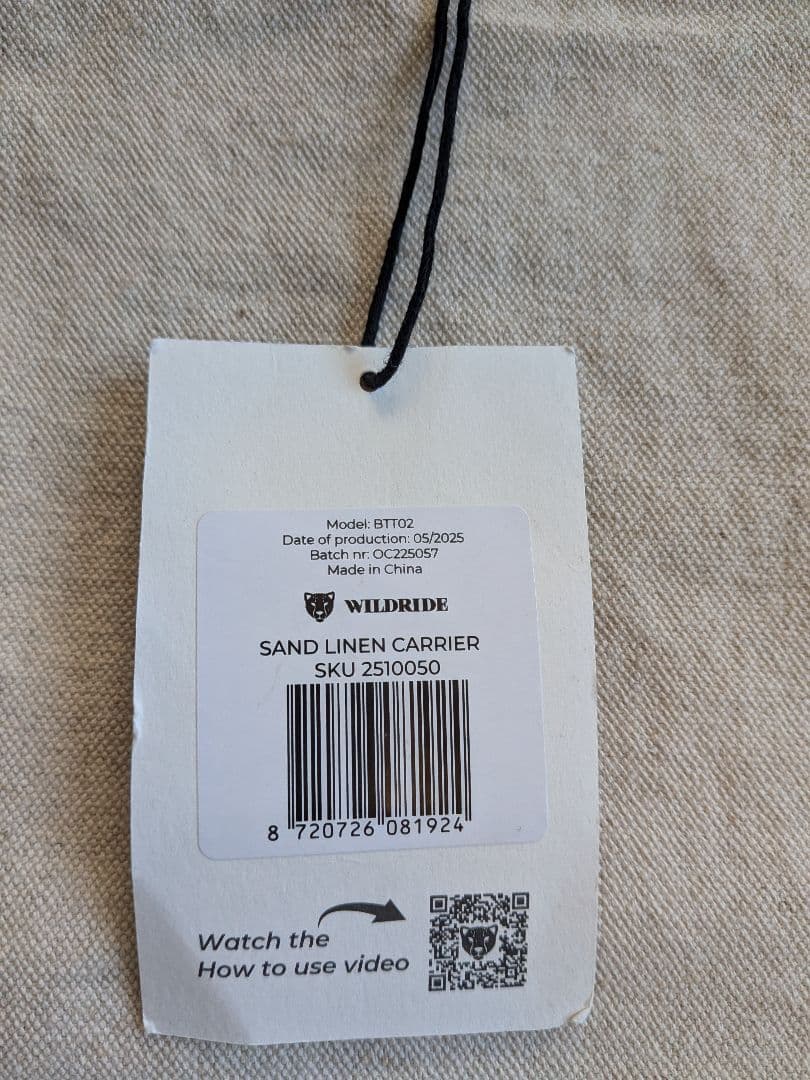 Model: BTT02
Date of production: 05/2025
Batch nr: OC225057
Made in China
WILDRIDE
SAND LINEN CARRIER
SKU 2510050
8 720726 081924
Watch the
How to use video